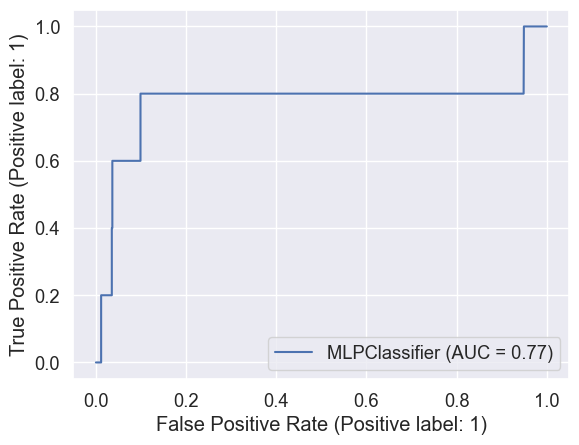 True Positive Rate (Positive label: 1)
1.0
0.8
0.6
0.4
0.2
0.0
MLPClassifier (AUC = 0.77)
0.0 0.2 0.4 0.6 0.8 1.0
False Positive Rate (Positive label: 1)